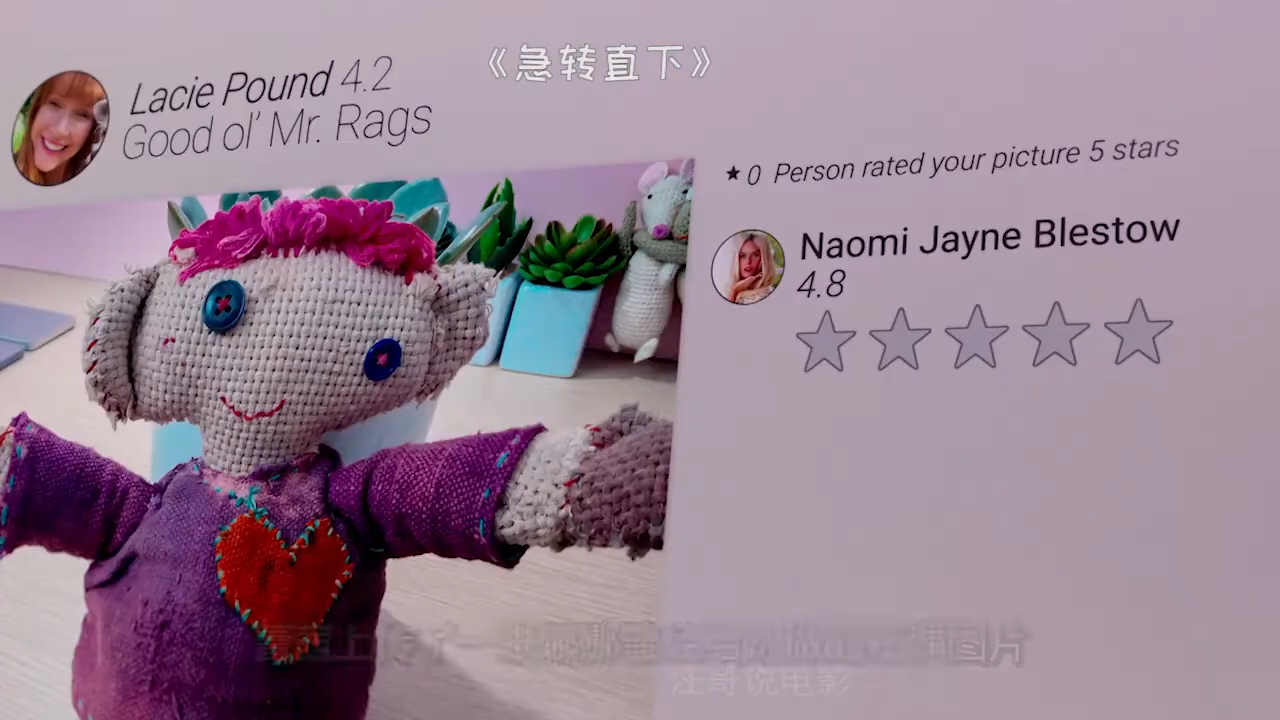 《急转直下》
Lacie Pound 4.2
Good ol' Mr. Rags
★0 Person rated your picture 5 stars
Naomi Jayne Blestow
4.8
汪哥说电影